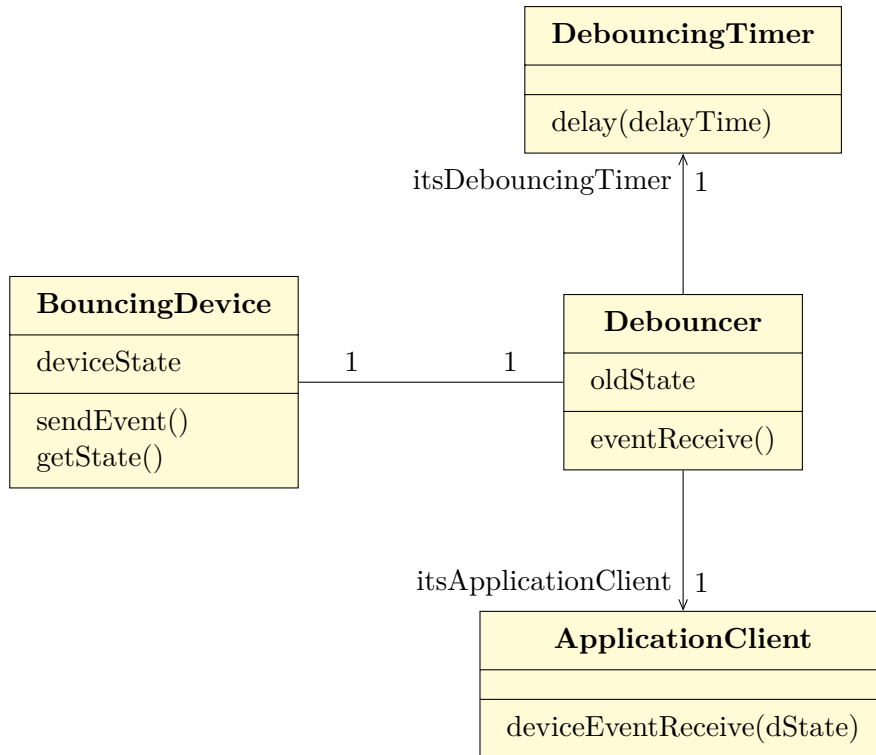 DebouncingTimer
delay(delayTime)
itsDebouncingTimer
1
BouncingDevice
deviceState
sendEvent()
getState()
1
1
Debouncer
oldState
eventReceive()
itsApplicationClient
1
ApplicationClient
deviceEventReceive(dState)